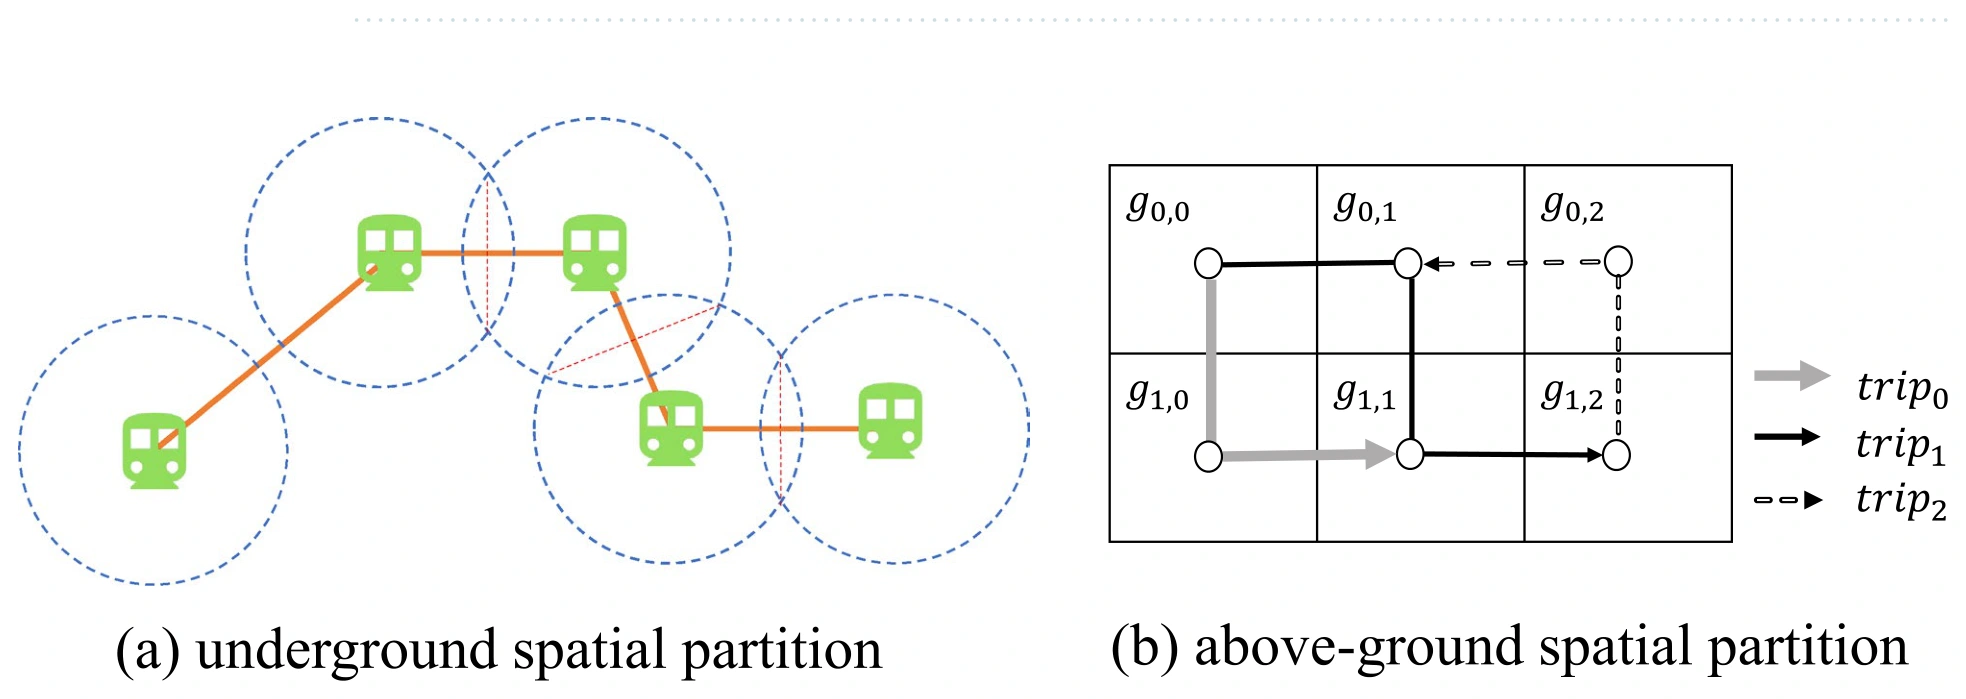 g0,0
g0,1
g0,2
g1,0
g1,1
g1,2
trip0
trip1
trip2
(a) underground spatial partition
(b) above-ground spatial partition